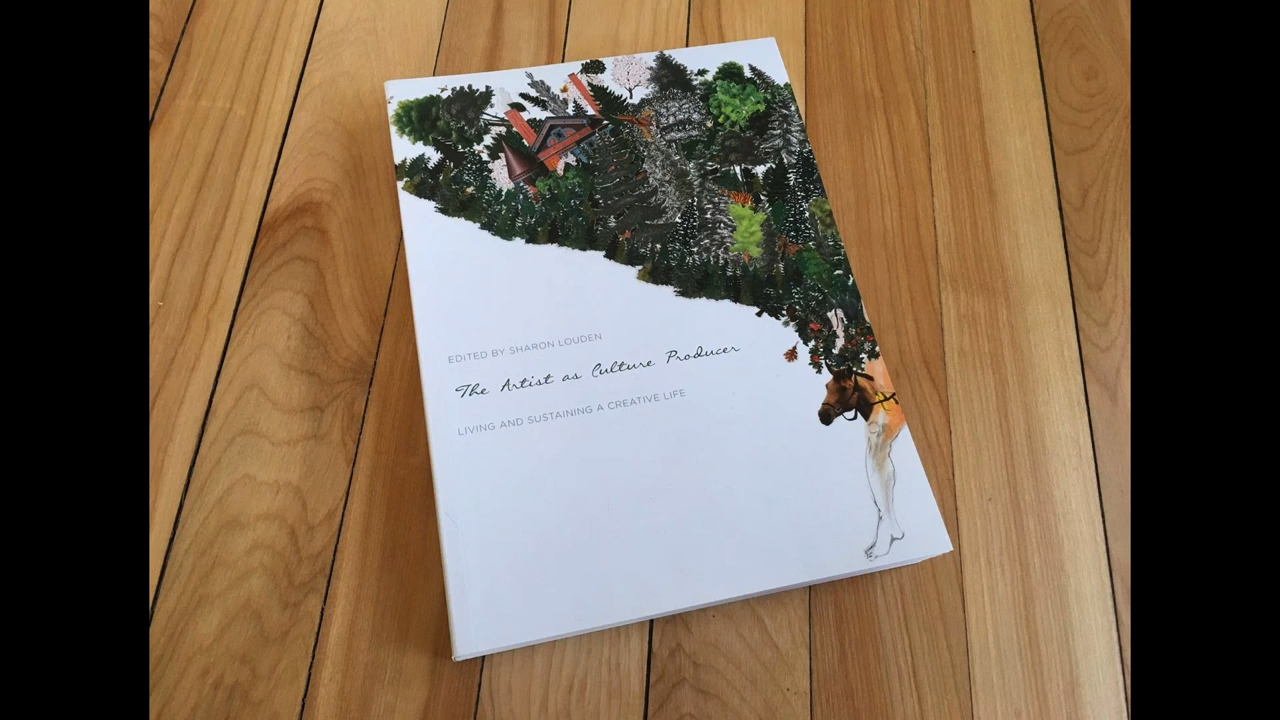 EDITED BY SHARON LOUDEN
The Artist as Culture Producer
LIVING AND SUSTAINING A CREATIVE LIFE